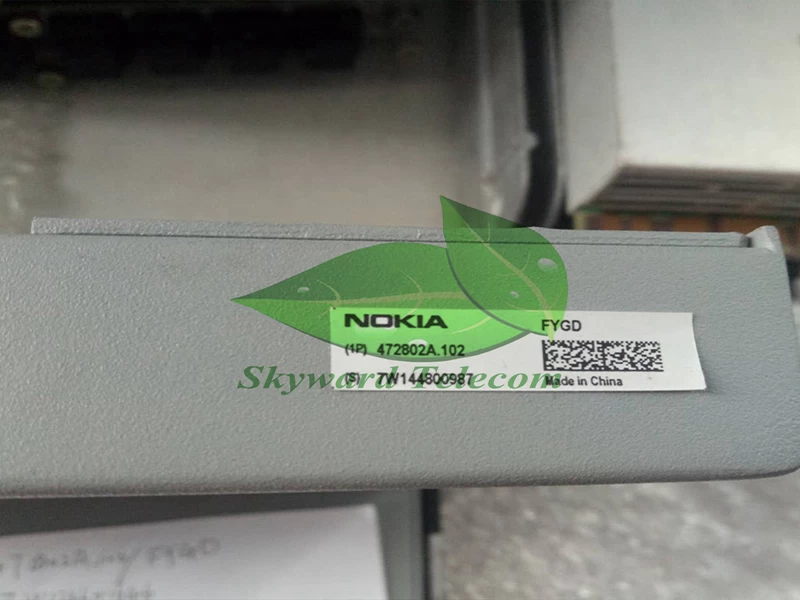 NOKIA
FYGD
(1P) 472802A.102
(S) 7W144800987
Made in China
Skyward Telecom